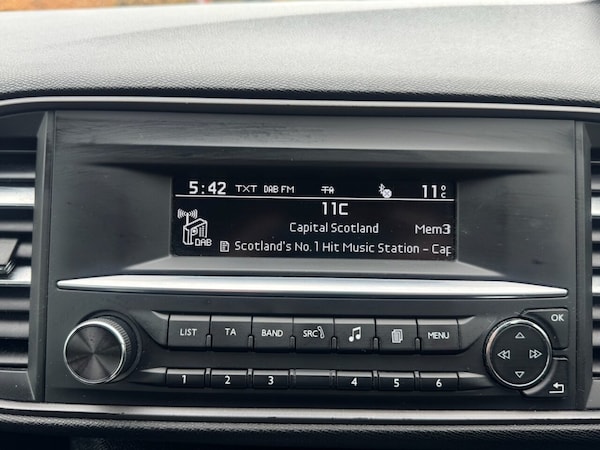 5:42 TXT DAB FM TA 11°C
11C
Capital Scotland Mem3
DAB Scotland's No.1 Hit Music Station - Cap
LIST TA BAND SRC MENU OK
1 2 3 4 5 6